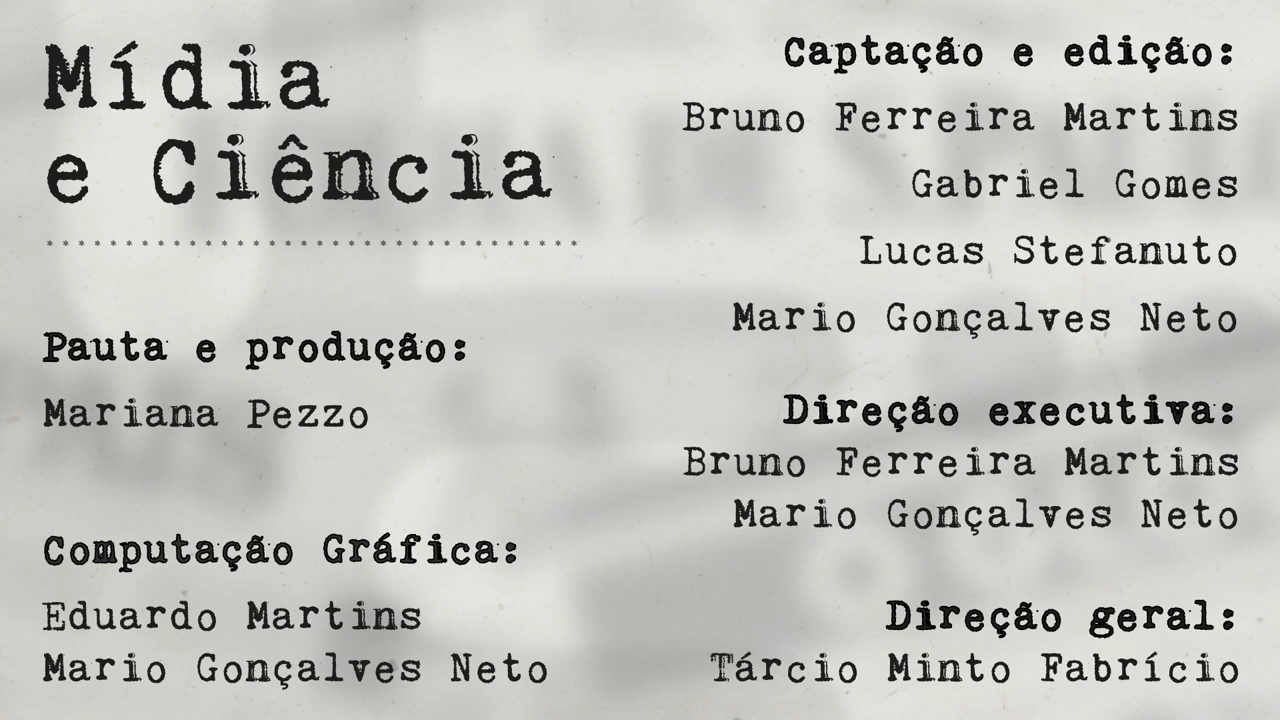 Mídia
e Ciência
Pauta e produção:
Mariana Pezzo
Computação Gráfica:
Eduardo Martins
Mario Gonçalves Neto
Captação e edição:
Bruno Ferreira Martins
Gabriel Gomes
Lucas Stefanuto
Mario Gonçalves Neto
Direção executiva:
Bruno Ferreira Martins
Mario Gonçalves Neto
Direção geral:
Tárcio Minto Fabrício